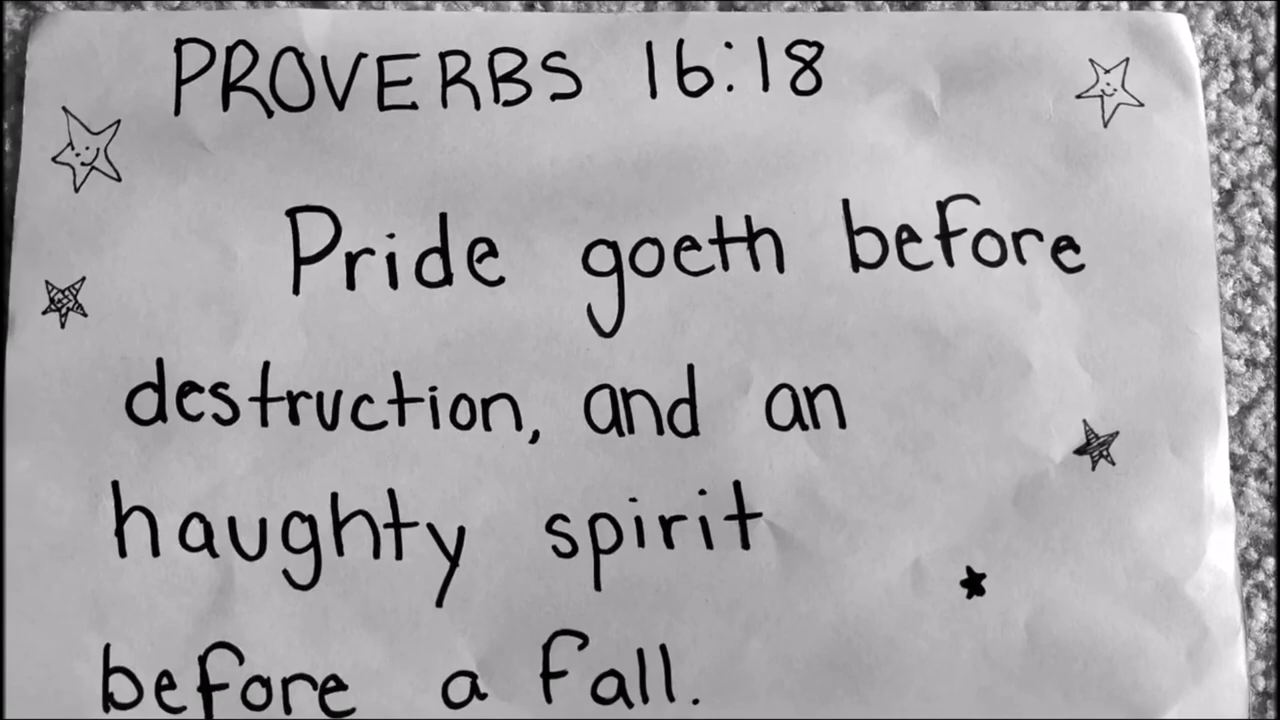 PROVERBS 16:18
Pride goeth before
destruction, and an
haughty spirit
before a fall.